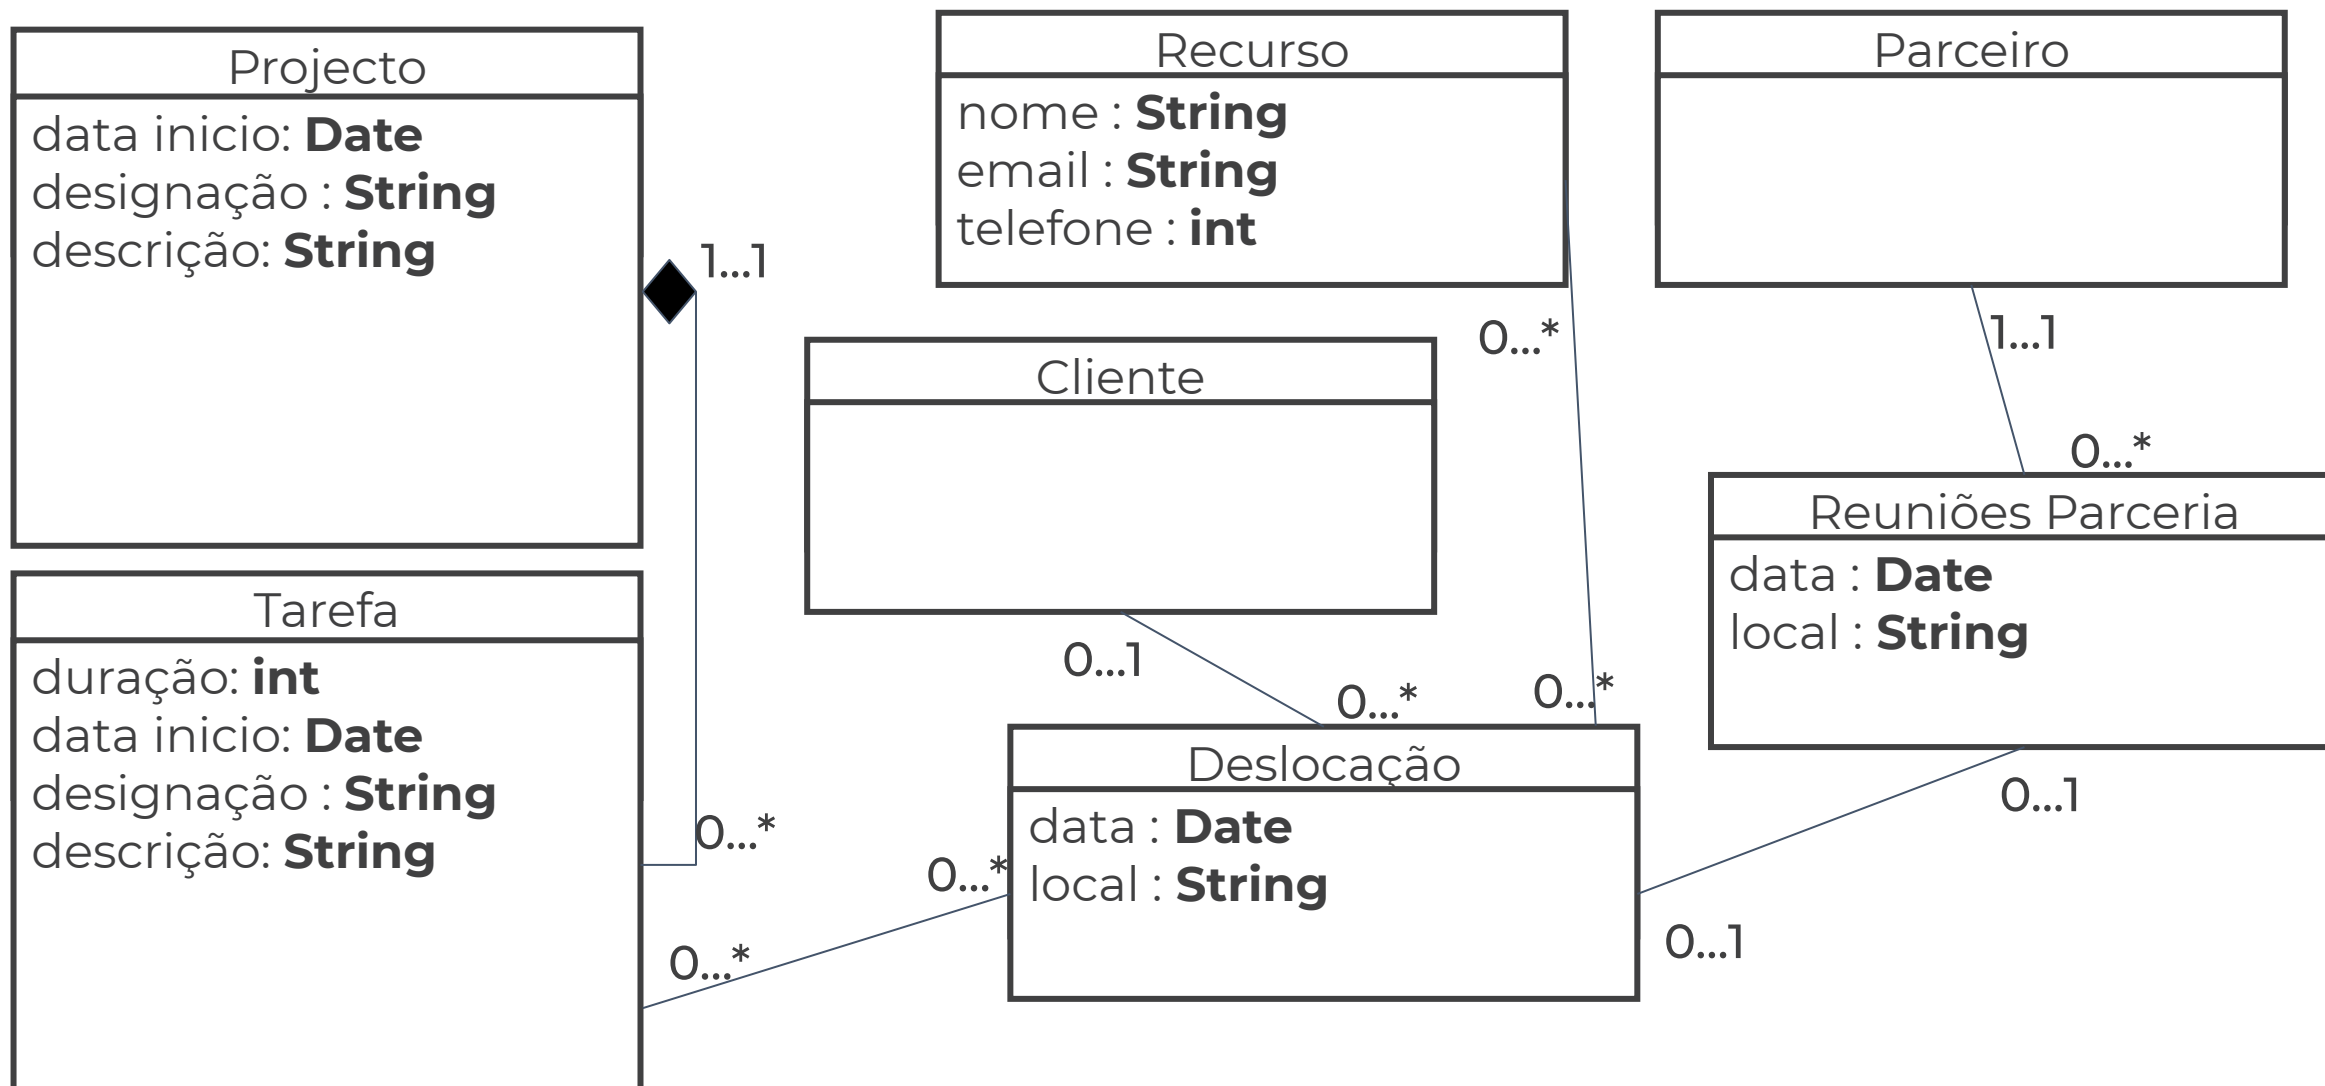 Projecto
data inicio: Date
designação : String
descrição: String
1...1
0...*
Tarefa
duração: int
data inicio: Date
designação : String
descrição: String
0...*
0...*
Recurso
nome : String
email : String
telefone : int
0...*
0...*
Cliente
0...1
0...*
Deslocação
data : Date
local : String
Parceiro
1...1
0...*
Reuniões Parceria
data : Date
local : String
0...1
0...1